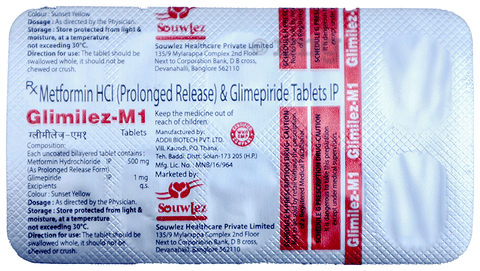 Colour : Sunset Yellow
Dosage : As directed by the Physician.
Storage : Store protected from light & moisture, at a temperature
not exceeding 30°C.
Direction for use: The tablet should be
swallowed whole, it should not be
chewed or crush.
Souwlez
HEALTHCARE
Souwlez Healthcare Private Limited
135/9 Mylarappa Complex 2nd Floor
Next to Corporation Bank, D B cross,
Devanahalli, Banglore 562110
Rx Metformin HCl (Prolonged Release) & Glimepiride Tablets IP
Glimilez-M1
ग्लीमीलेज-एम१ Tablets
Composition:
Each uncoated bilayered tablet contains:
Metformin Hydrochloride IP 500 mg
(As Prolonged Release Form)
Glimepiride IP 1 mg
Excipients q.s.
Colour : Sunset Yellow
Dosage : As directed by the Physician.
Storage : Store protected from light &
moisture, at a temperature
not exceeding 30°C.
Direction for use: The tablet should be
swallowed whole, it should not be
chewed or crush.
Keep the medicine out of
reach of children.
Manufactured by:
ADDII BIOTECH PVT. LTD.
Vill. Kaundi, P.O. Thana,
Teh. Baddi Distt. Solan-173 205 (H.P.)
Mfg. Lic. No.: MNB/16/964
Marketed by:
Souwlez
Souwlez Healthcare Private Limited
135/9 Mylarappa Complex 2nd Floor
Next to Corporation Bank, D B cross,
Devanahalli, Banglore 562110
SCHEDULE G PRESCRIPTION DRUG-CAUTION
Glimilez-M1
Glimilez-M1